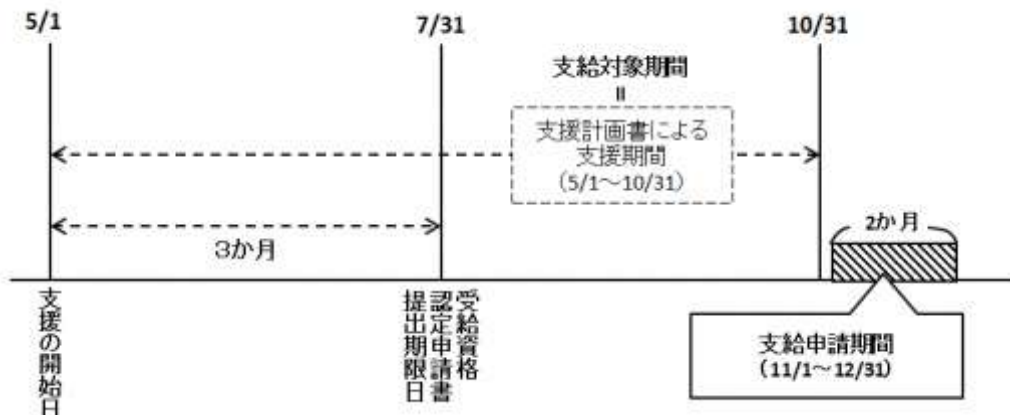 5/1
7/31
10/31
支給対象期間
=
支援計画書による
支援期間
(5/1～10/31)
3か月
2か月
支援の開始日
受給資格
認定申請書
提出期限日
支給申請期間
(11/1～12/31)